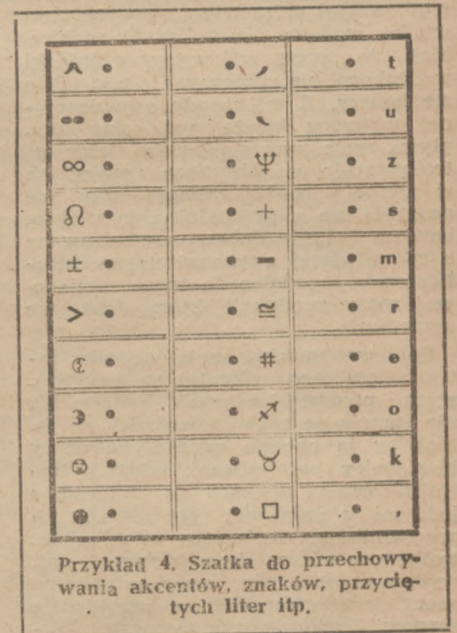 ^ • • ˏ • t
•• • • ˎ • u
∞ • • ♆ • z
☊ • • + • s
± • • − • m
> • • ≅ • r
• • # • e
• • ♐ • o
• • ♉ • k
⊕ • • □ • ,
Przykład 4. Szafka do przechowy-
wania akcentów, znaków, przycię-
tych liter itp.